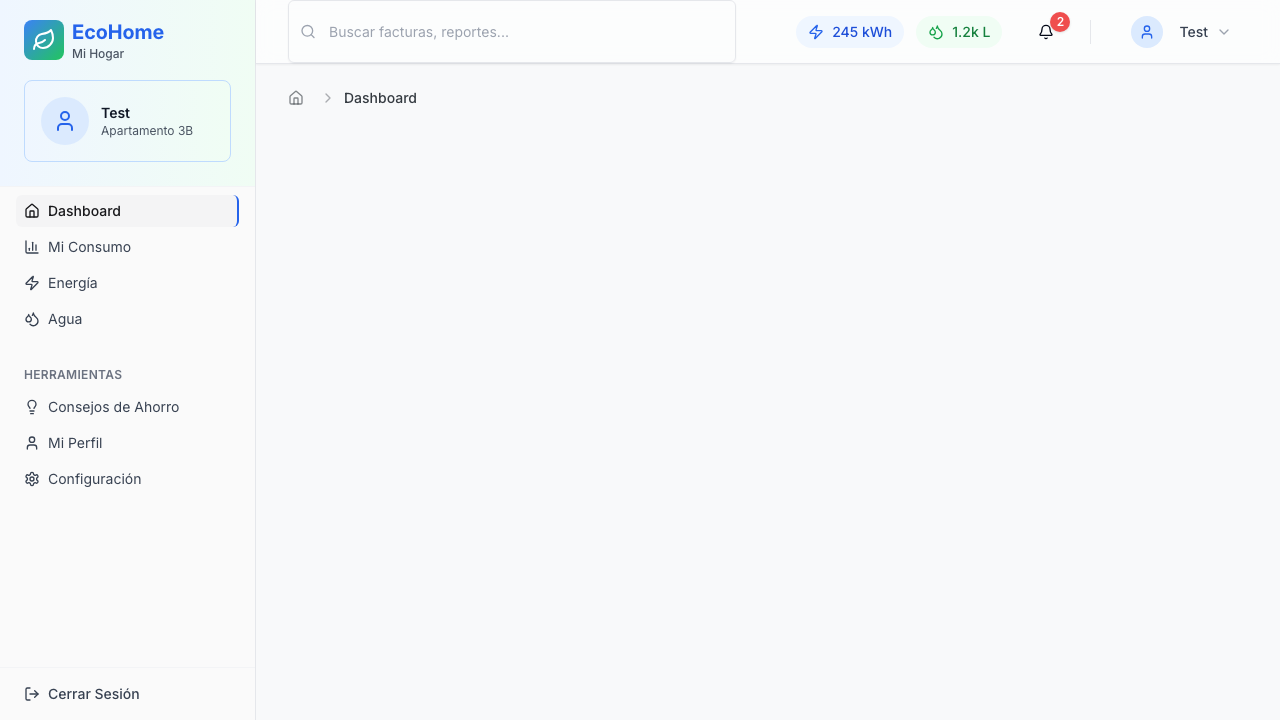 EcoHome
Mi Hogar
Test
Apartamento 3B
Dashboard
Mi Consumo
Energía
Agua
HERRAMIENTAS
Consejos de Ahorro
Mi Perfil
Configuración
Cerrar Sesión
Buscar facturas, reportes...
245 kWh
1.2k L
2
Test
Dashboard